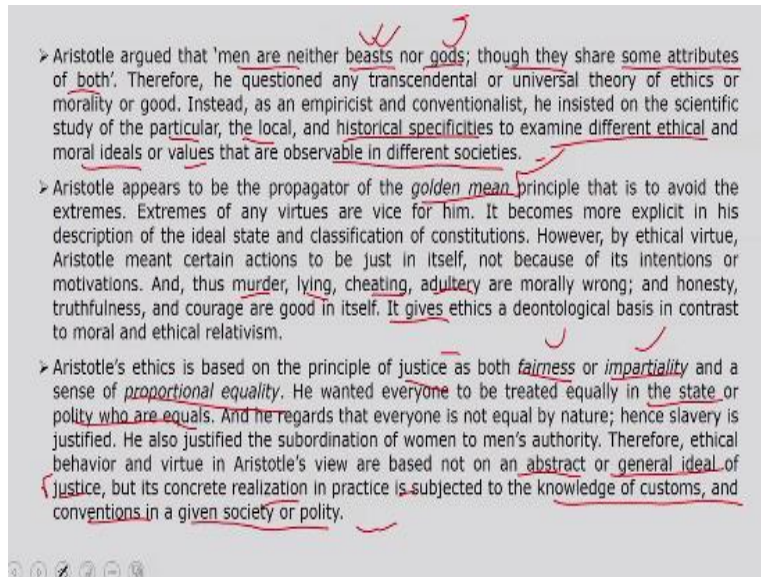 ➢ Aristotle argued that ‘men are neither beasts nor gods; though they share some attributes
of both’. Therefore, he questioned any transcendental or universal theory of ethics or
morality or good. Instead, as an empiricist and conventionalist, he insisted on the scientific
study of the particular, the local, and historical specificities to examine different ethical and
moral ideals or values that are observable in different societies.
➢ Aristotle appears to be the propagator of the golden mean principle that is to avoid the
extremes. Extremes of any virtues are vice for him. It becomes more explicit in his
description of the ideal state and classification of constitutions. However, by ethical virtue,
Aristotle meant certain actions to be just in itself, not because of its intentions or
motivations. And, thus murder, lying, cheating, adultery are morally wrong; and honesty,
truthfulness, and courage are good in itself. It gives ethics a deontological basis in contrast
to moral and ethical relativism.
➢ Aristotle’s ethics is based on the principle of justice as both fairness or impartiality and a
sense of proportional equality. He wanted everyone to be treated equally in the state or
polity who are equals. And he regards that everyone is not equal by nature; hence slavery is
justified. He also justified the subordination of women to men’s authority. Therefore, ethical
behavior and virtue in Aristotle’s view are based not on an abstract or general ideal of
justice, but its concrete realization in practice is subjected to the knowledge of customs, and
conventions in a given society or polity.